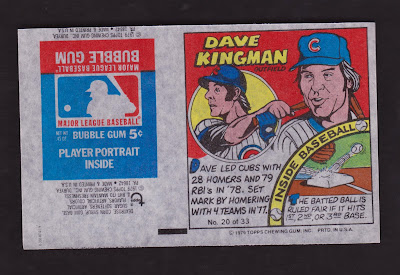 MAJOR LEAGUE BASEBALL
BUBBLE GUM
MAJOR LEAGUE BASEBALL
BUBBLE GUM 5¢
PLAYER PORTRAIT
INSIDE
DAVE
KINGMAN
OUTFIELD
C
DAVE LED CUBS WITH
28 HOMERS AND 79
RBI's IN '78. SET
MARK BY HOMERING
WITH 4 TEAMS IN '77.
No. 20 of 33
INSIDE BASEBALL
THE BATTED BALL IS
RULED FAIR IF IT HITS
1ST, 2ND, OR 3RD BASE.
© 1979 TOPPS CHEWING GUM, INC. PRTD. IN U.S.A.